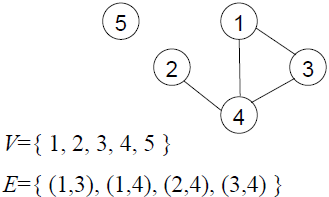 5 1
2 3
4
V={ 1, 2, 3, 4, 5 }
E={ (1,3), (1,4), (2,4), (3,4) }